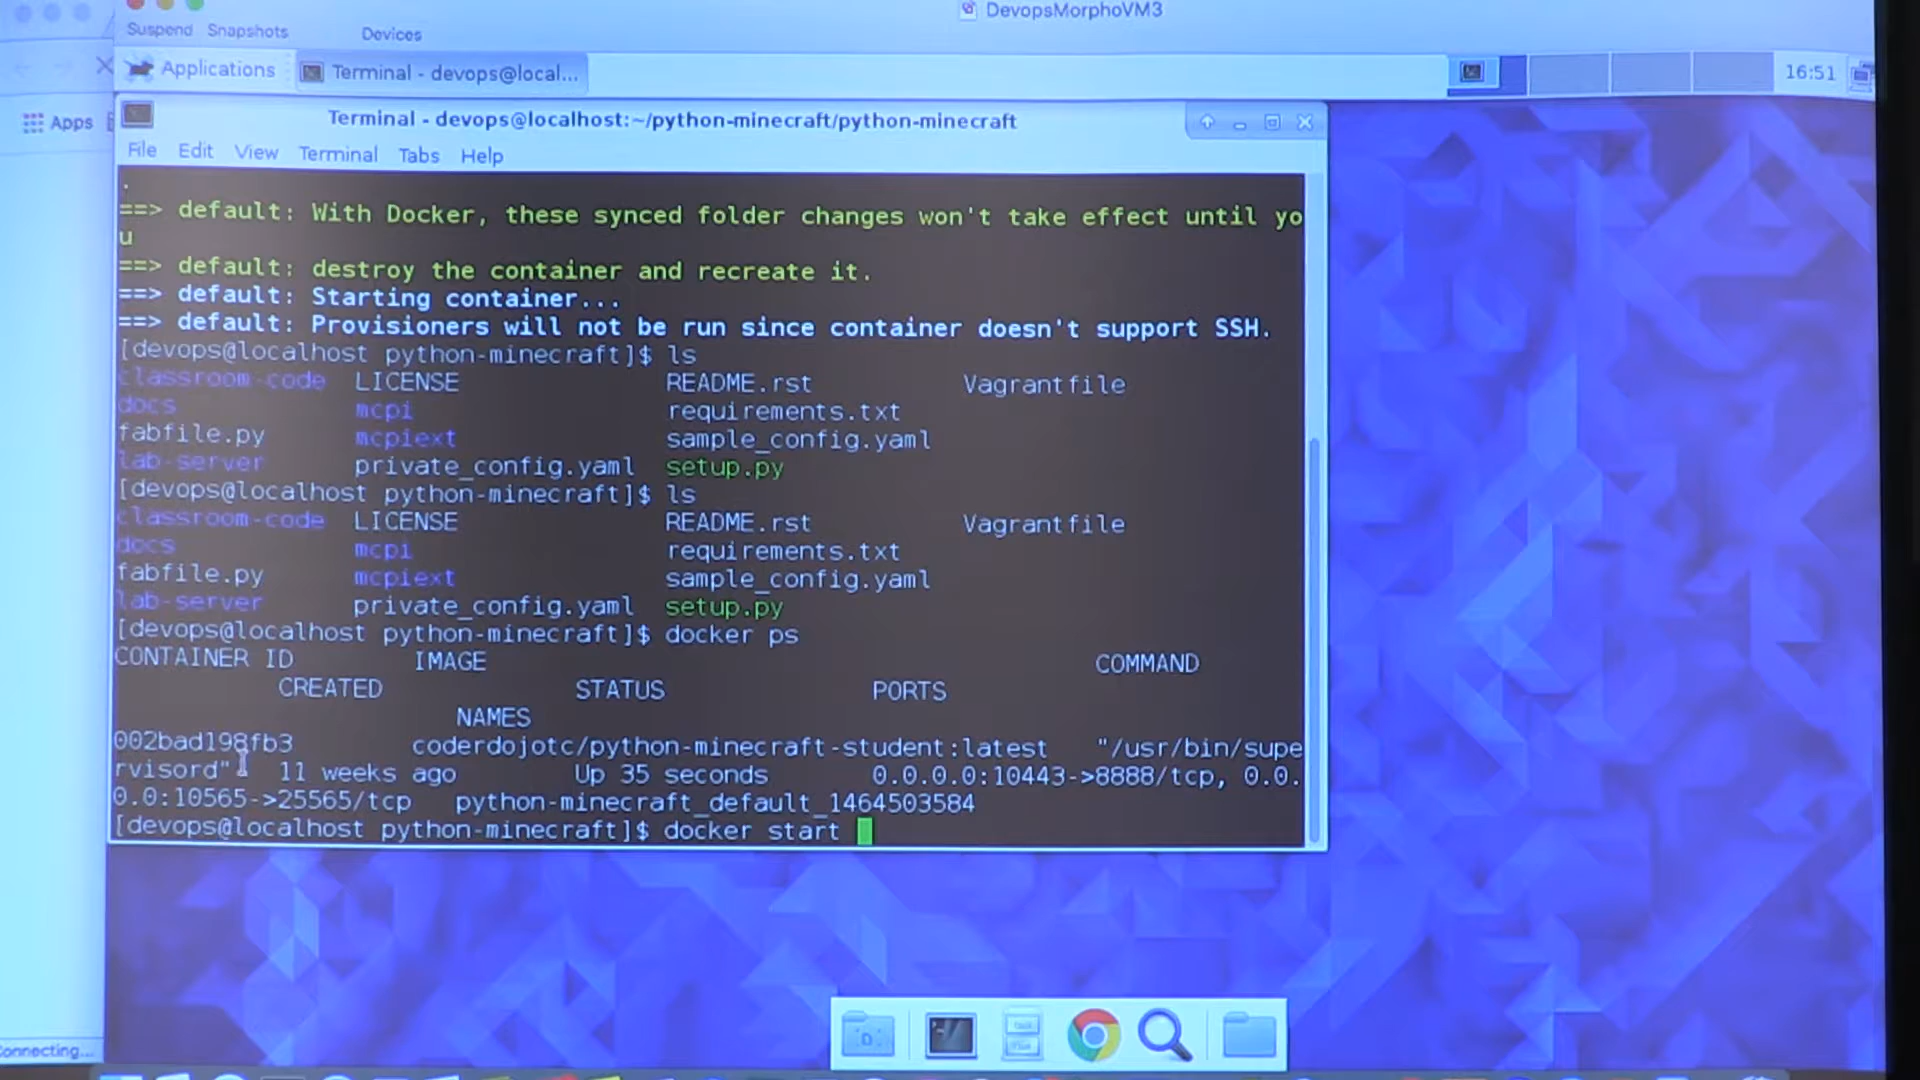 DevopsMorphoVM3
Suspend Snapshots Devices
Applications Terminal - devops@local... 16:51
Apps
Terminal - devops@localhost:~/python-minecraft/python-minecraft
File Edit View Terminal Tabs Help
.
==> default: With Docker, these synced folder changes won't take effect until yo
u
==> default: destroy the container and recreate it.
==> default: Starting container...
==> default: Provisioners will not be run since container doesn't support SSH.
[devops@localhost python-minecraft]$ ls
classroom-code LICENSE README.rst Vagrantfile
docs mcpi requirements.txt
fabfile.py mcpiext sample_config.yaml
lab-server private_config.yaml setup.py
[devops@localhost python-minecraft]$ ls
classroom-code LICENSE README.rst Vagrantfile
docs mcpi requirements.txt
fabfile.py mcpiext sample_config.yaml
lab-server private_config.yaml setup.py
[devops@localhost python-minecraft]$ docker ps
CONTAINER ID IMAGE COMMAND
CREATED STATUS PORTS
NAMES
002bad198fb3 coderdojotc/python-minecraft-student:latest "/usr/bin/supe
rvisord" 11 weeks ago Up 35 seconds 0.0.0.0:10443->8888/tcp, 0.0.
0.0:10565->25565/tcp python-minecraft_default_1464503584
[devops@localhost python-minecraft]$ docker start
Connecting...